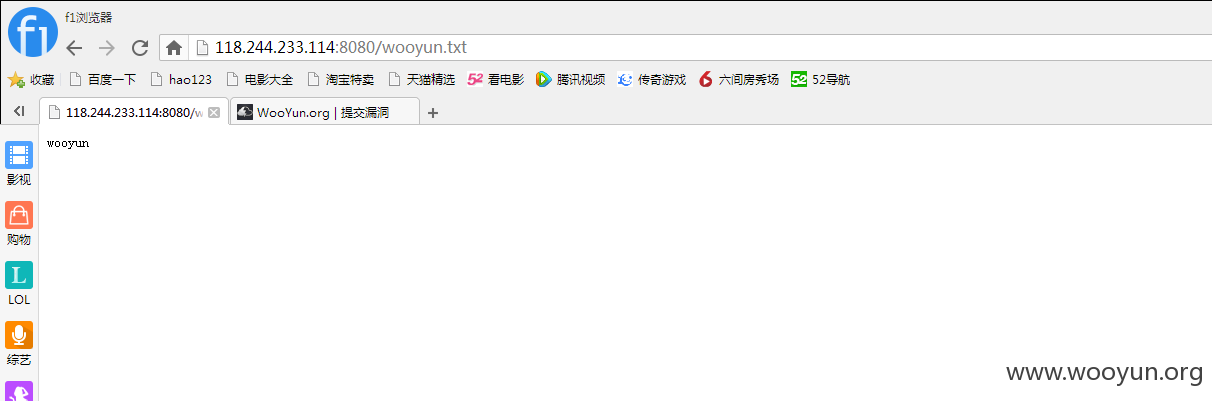 f1浏览器
f1
118.244.233.114:8080/wooyun.txt
收藏 百度一下 hao123 电影大全 淘宝特卖 天猫精选 52 看电影 腾讯视频 传奇游戏 六间房秀场 52 52导航
118.244.233.114:8080/w WooYun.org | 提交漏洞
wooyun
影视
购物
L
LOL
综艺
www.wooyun.org